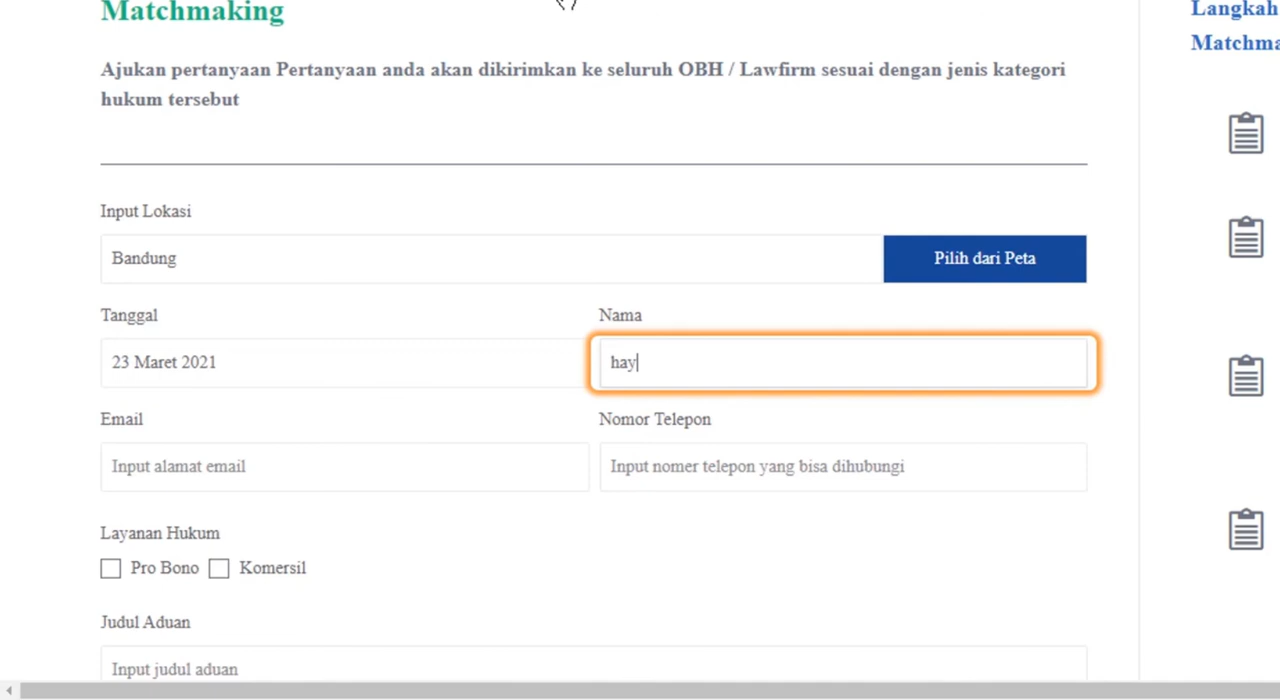 Matchmaking
Ajukan pertanyaan Pertanyaan anda akan dikirimkan ke seluruh OBH / Lawfirm sesuai dengan jenis kategori
hukum tersebut
Input Lokasi
Bandung
Pilih dari Peta
Tanggal
Nama
23 Maret 2021
hay
Email
Nomor Telepon
Input alamat email
Input nomer telepon yang bisa dihubungi
Layanan Hukum
Pro Bono
Komersil
Judul Aduan
Input judul aduan
Langkah
Matchma